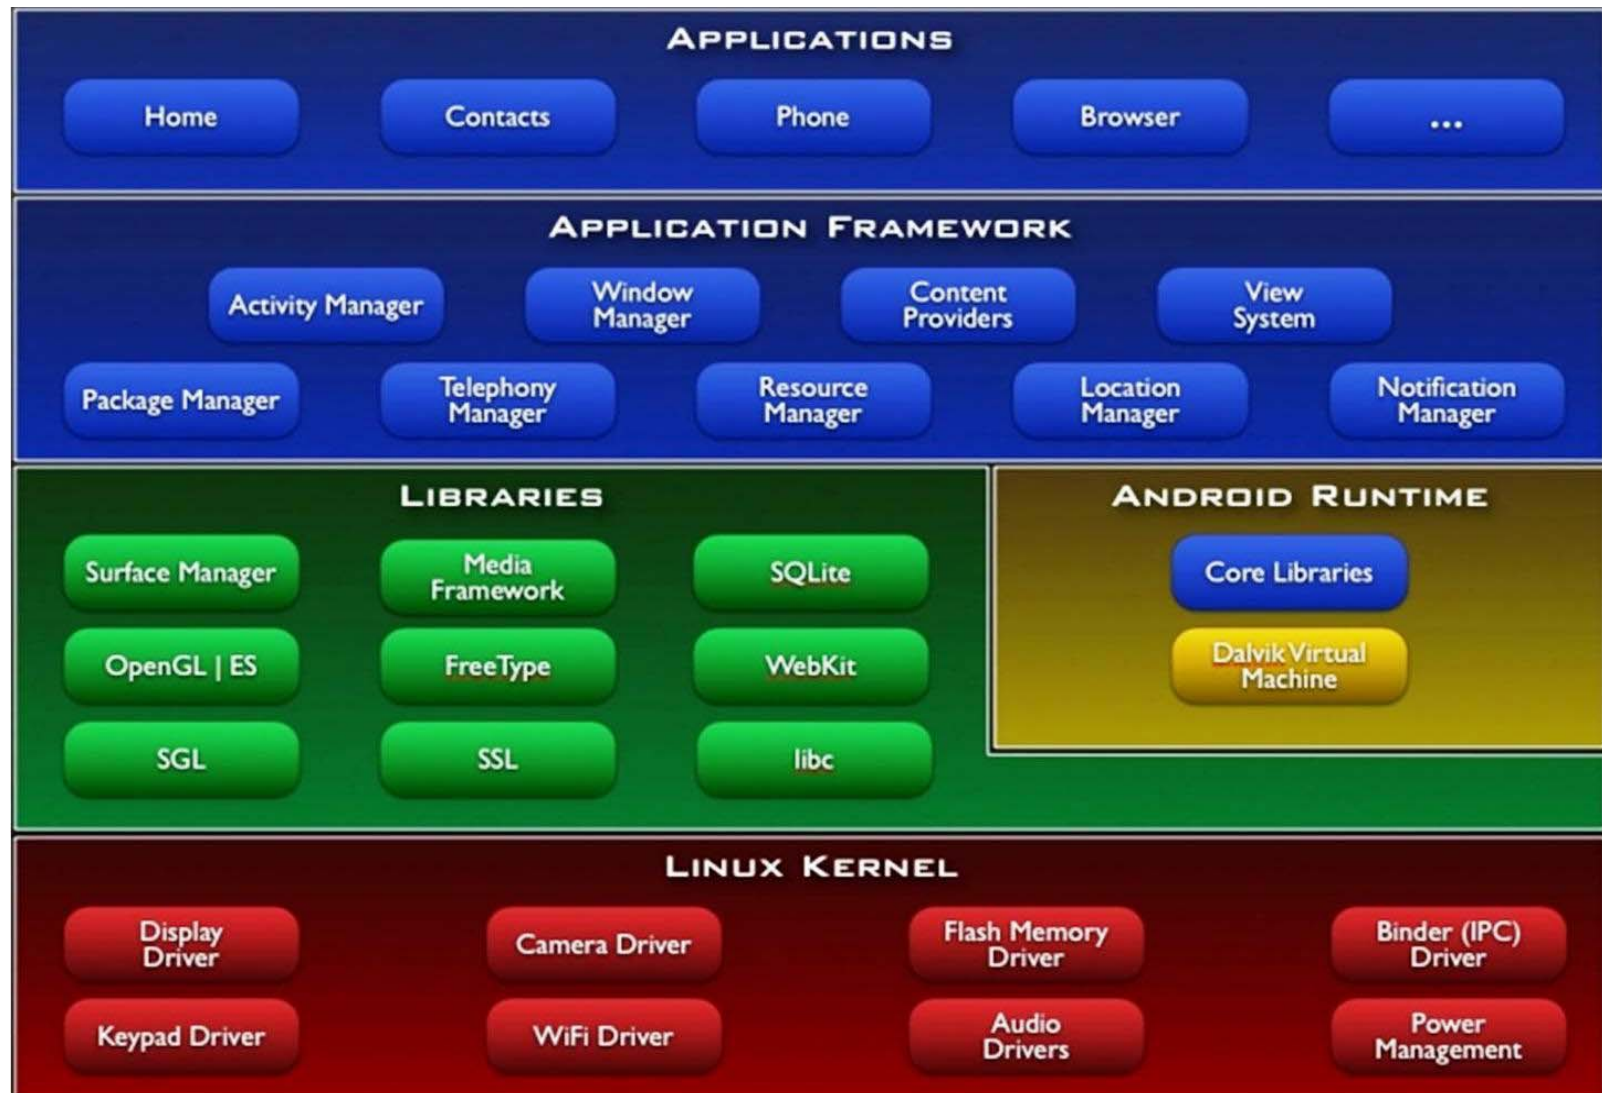 APPLICATIONS
Home
Contacts
Phone
Browser
...
APPLICATION FRAMEWORK
Activity Manager
Window
Manager
Content
Providers
View
System
Package Manager
Telephony
Manager
Resource
Manager
Location
Manager
Notification
Manager
LIBRARIES
Surface Manager
Media
Framework
SQLite
OpenGL | ES
FreeType
WebKit
SGL
SSL
libc
ANDROID RUNTIME
Core Libraries
Dalvik Virtual
Machine
LINUX KERNEL
Display
Driver
Camera Driver
Flash Memory
Driver
Binder (IPC)
Driver
Keypad Driver
WiFi Driver
Audio
Drivers
Power
Management